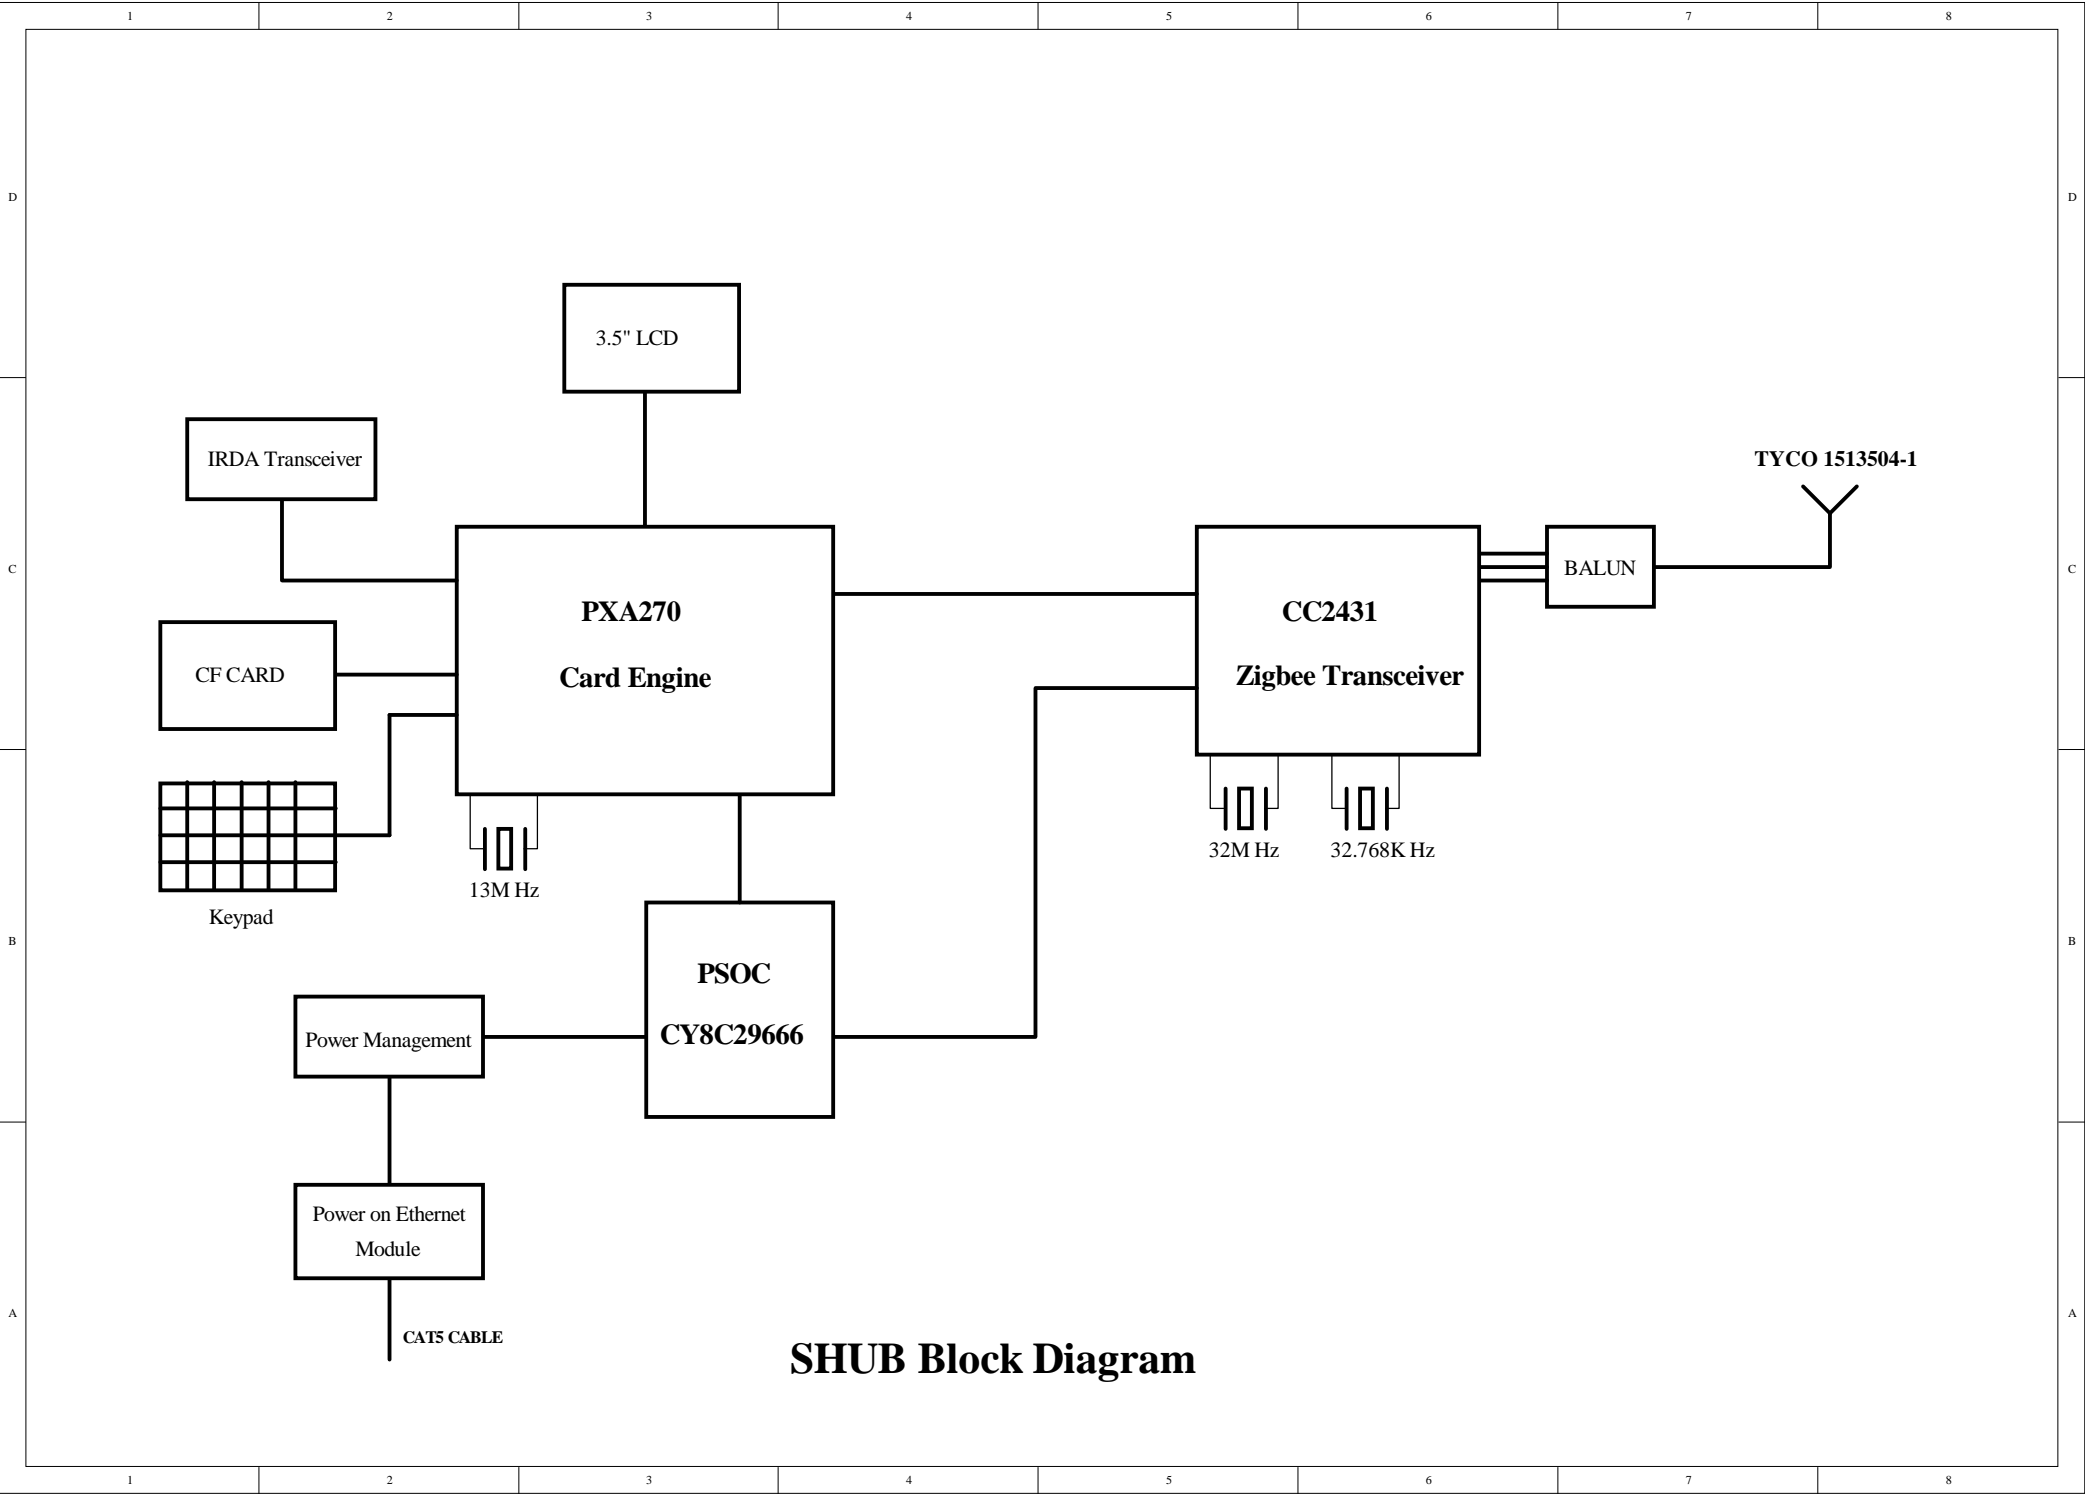 1 2 3 4 5 6 7 8
D D
3.5" LCD
IRDA Transceiver
TYCO 1513504-1
C C
BALUN
PXA270
Card Engine
CC2431
Zigbee Transceiver
CF CARD
32M Hz
32.768K Hz
13M Hz
Keypad
B B
PSOC
CY8C29666
Power Management
Power on Ethernet
Module
A A
CAT5 CABLE
SHUB Block Diagram
1 2 3 4 5 6 7 8